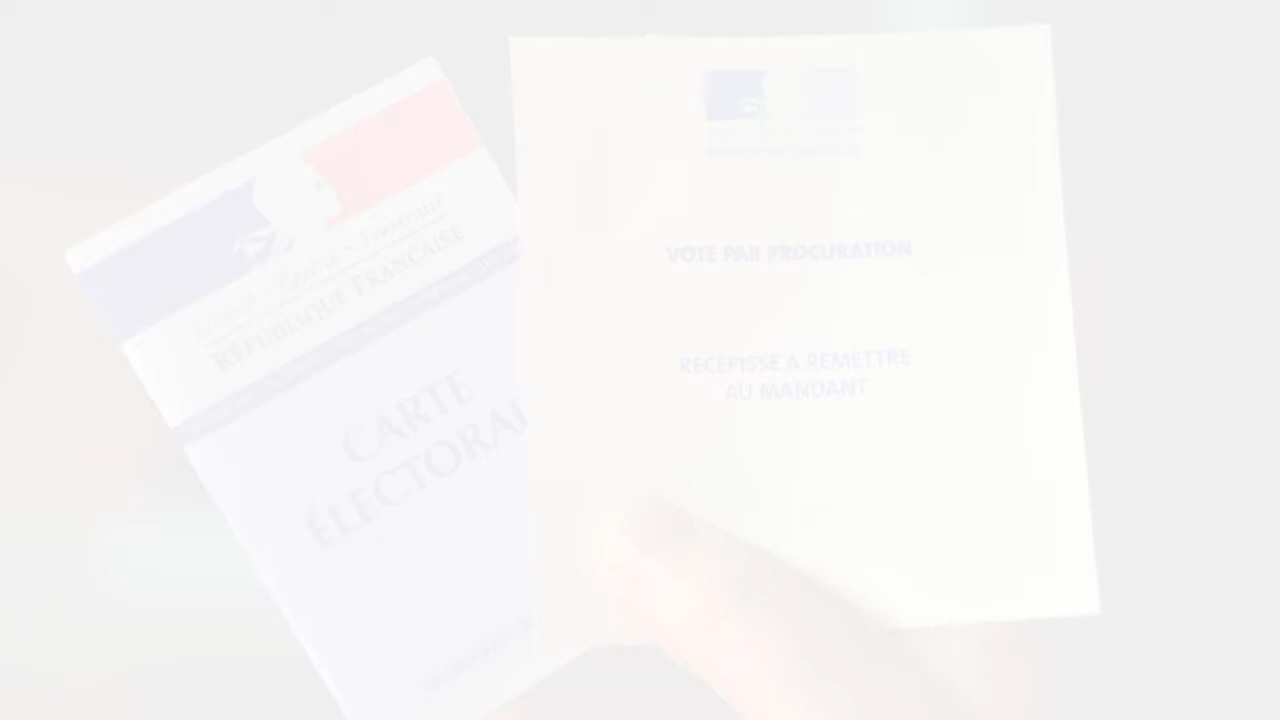 Liberté • Égalité • Fraternité
RÉPUBLIQUE FRANÇAISE
CARTE
ÉLECTORAL
VOTE PAR PROCURATION
RECEPISSE A REMETTRE
AU MANDANT